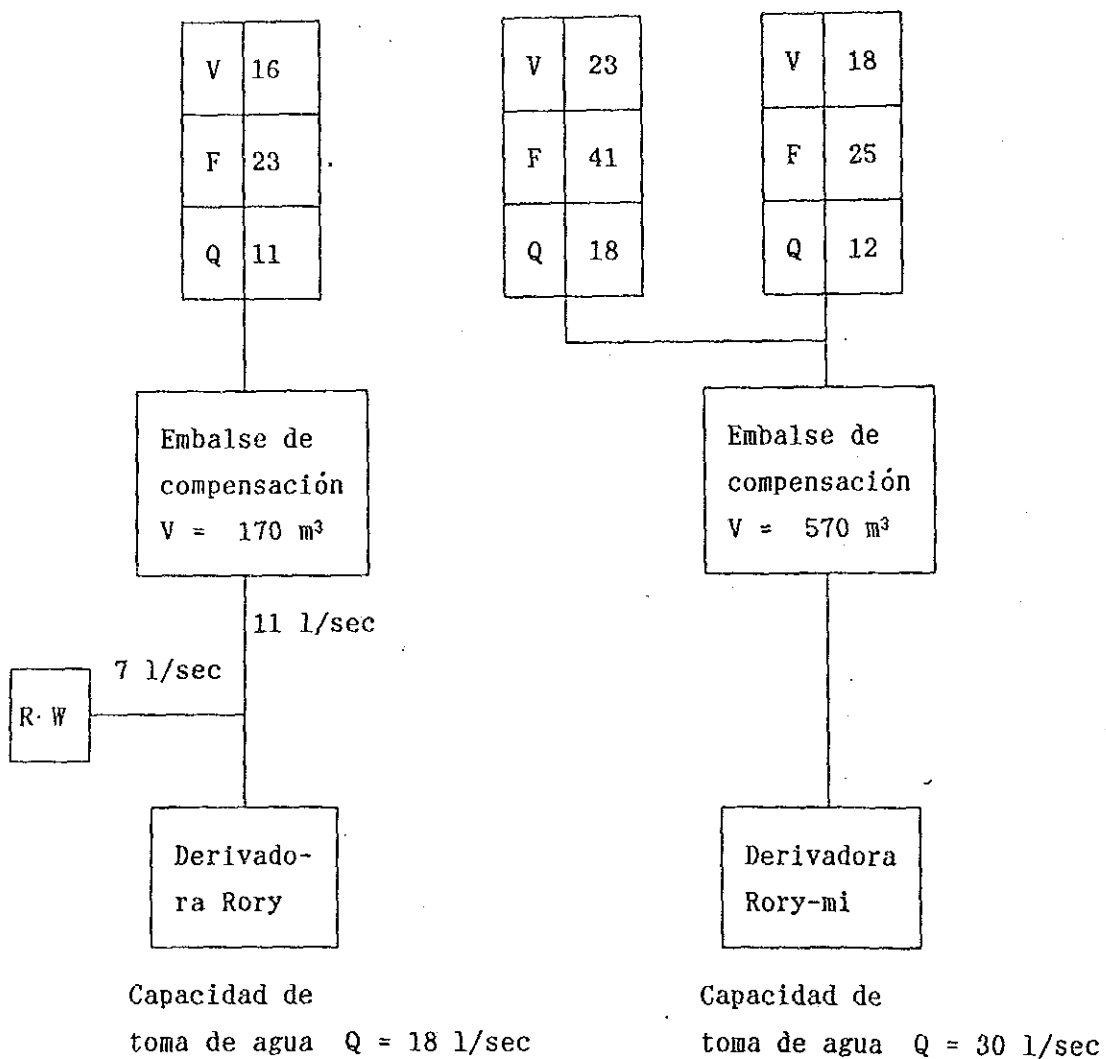 V 16
F 23
Q 11
V 23
F 41
Q 18
V 18
F 25
Q 12
Embalse de
compensación
V = 170 m³
Embalse de
compensación
V = 570 m³
11 l/sec
7 l/sec
R·W
Derivado-
ra Rory
Derivadora
Rory-mi
Capacidad de
toma de agua Q = 18 l/sec
Capacidad de
toma de agua Q = 30 l/sec